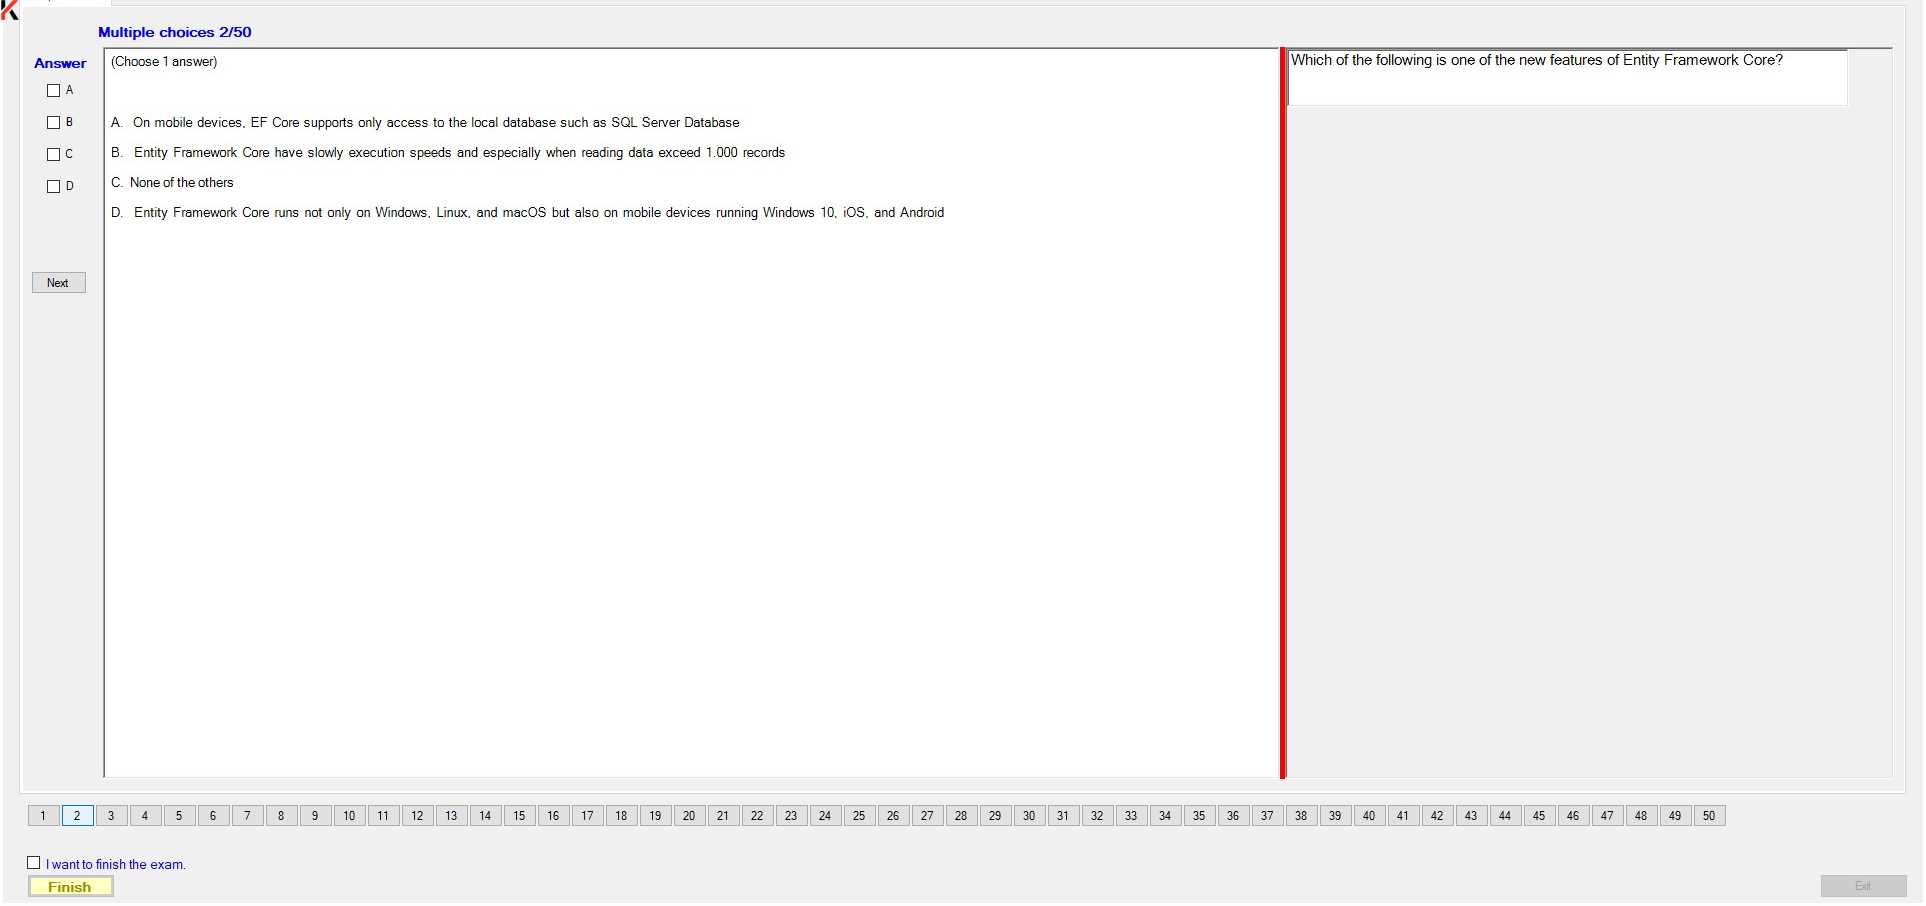 Multiple choices 2/50
Answer
A
B
C
D
Next
(Choose 1 answer)
A. On mobile devices, EF Core supports only access to the local database such as SQL Server Database
B. Entity Framework Core have slowly execution speeds and especially when reading data exceed 1.000 records
C. None of the others
D. Entity Framework Core runs not only on Windows, Linux, and macOS but also on mobile devices running Windows 10, iOS, and Android
Which of the following is one of the new features of Entity Framework Core?
1 2 3 4 5 6 7 8 9 10 11 12 13 14 15 16 17 18 19 20 21 22 23 24 25 26 27 28 29 30 31 32 33 34 35 36 37 38 39 40 41 42 43 44 45 46 47 48 49 50
I want to finish the exam.
Finish
Exit